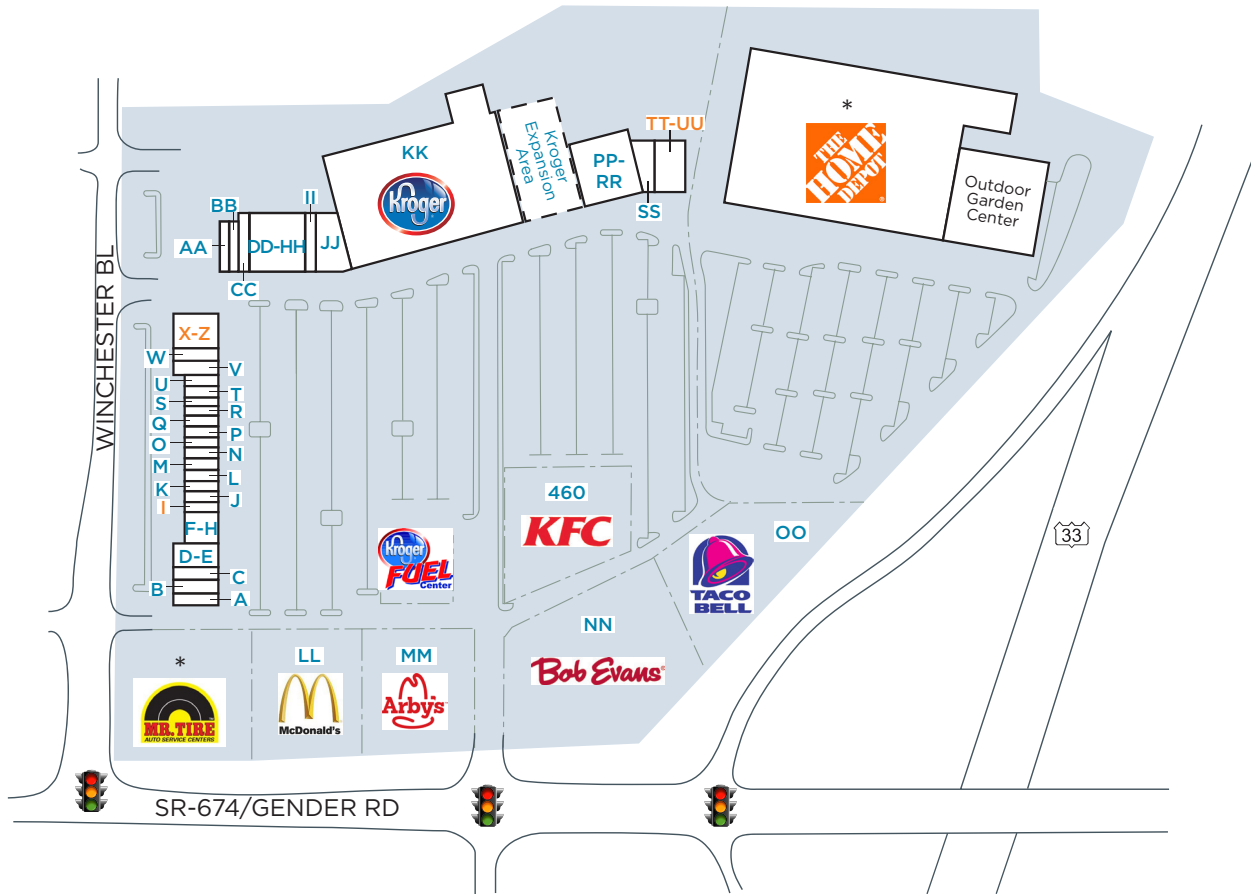 TT-UU
*
THE
HOME
DEPOT
KK
Kroger
Kroger
Expansion
Area
PP-
RR
SS
Outdoor
Garden
Center
II
BB
AA
DD-HH
JJ
CC
WINCHESTER BL
X-Z
W
V
U
T
S
R
Q
P
O
N
M
L
K
J
I
F-H
D-E
C
B
A
460
KFC
Kroger
FUEL
Center
OO
TACO
BELL
33
NN
Bob Evans
*
MR. TIRE
AUTO SERVICE CENTERS
LL
McDonald's
MM
Arby's
SR-674/GENDER RD